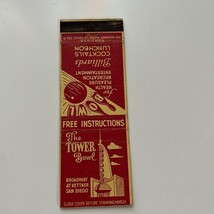 COCKTAILS
LUNCHEON
Billiards
For
HEALTH
PLEASURE
RECREATION
ENTERTAINMENT
BOWL
FREE INSTRUCTIONS
The
TOWER
Bowl
BROADWAY
AT KETTNER
SAN DIEGO
CLOSE COVER BEFORE STRIKING MATCH